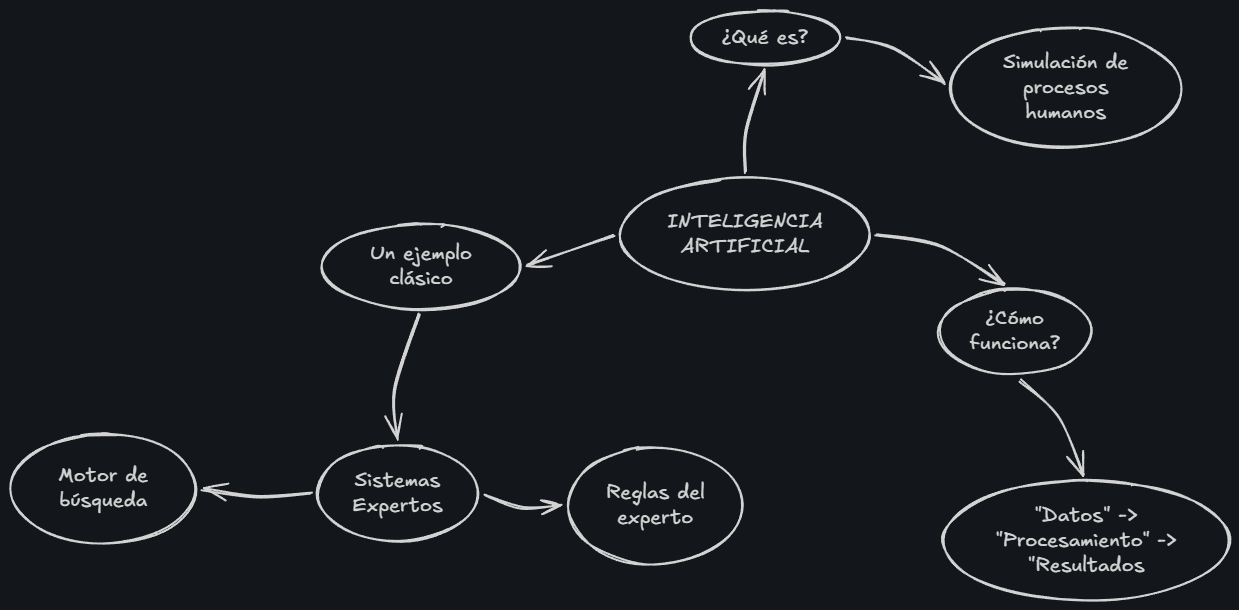 ¿Qué es?
Simulación de
procesos
humanos
INTELIGENCIA
ARTIFICIAL
Un ejemplo
clásico
¿Cómo
funciona?
Motor de
búsqueda
Sistemas
Expertos
Reglas del
experto
"Datos" ->
"Procesamiento" ->
"Resultados